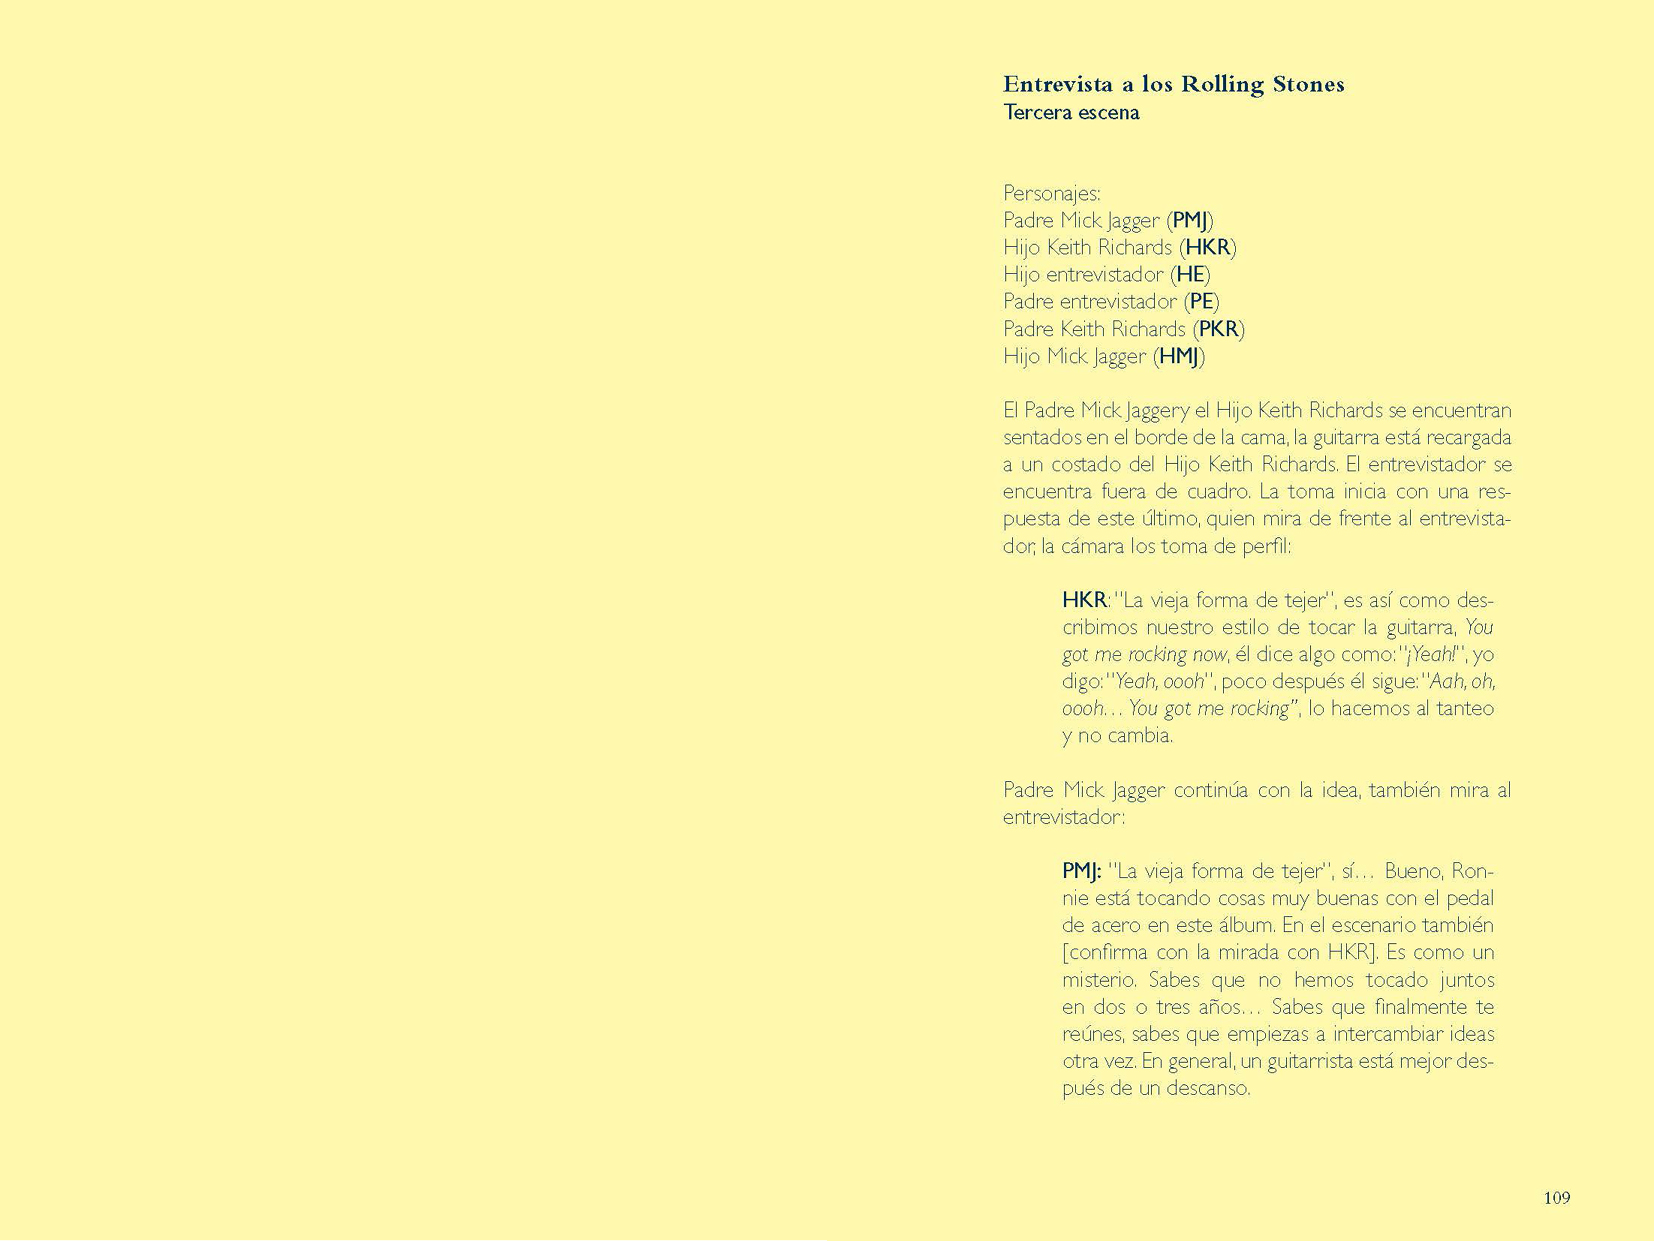 Entrevista a los Rolling Stones
Tercera escena
Personajes:
Padre Mick Jagger (PMJ)
Hijo Keith Richards (HKR)
Hijo entrevistador (HE)
Padre entrevistador (PE)
Padre Keith Richards (PKR)
Hijo Mick Jagger (HMJ)
El Padre Mick Jaggery el Hijo Keith Richards se encuentran
sentados en el borde de la cama, la guitarra está recargada
a un costado del Hijo Keith Richards. El entrevistador se
encuentra fuera de cuadro. La toma inicia con una res-
puesta de este último, quien mira de frente al entrevista-
dor, la cámara los toma de perfil:
HKR: "La vieja forma de tejer", es así como des-
cribimos nuestro estilo de tocar la guitarra, You
got me rocking now, él dice algo como: "¡Yeah!", yo
digo: "Yeah, oooh", poco después él sigue: "Aah, oh,
oooh… You got me rocking”, lo hacemos al tanteo
y no cambia.
Padre Mick Jagger continúa con la idea, también mira al
entrevistador:
PMJ: "La vieja forma de tejer", sí… Bueno, Ron-
nie está tocando cosas muy buenas con el pedal
de acero en este álbum. En el escenario también
[confirma con la mirada con HKR]. Es como un
misterio. Sabes que no hemos tocado juntos
en dos o tres años… Sabes que finalmente te
reúnes, sabes que empiezas a intercambiar ideas
otra vez. En general, un guitarrista está mejor des-
pués de un descanso.
109